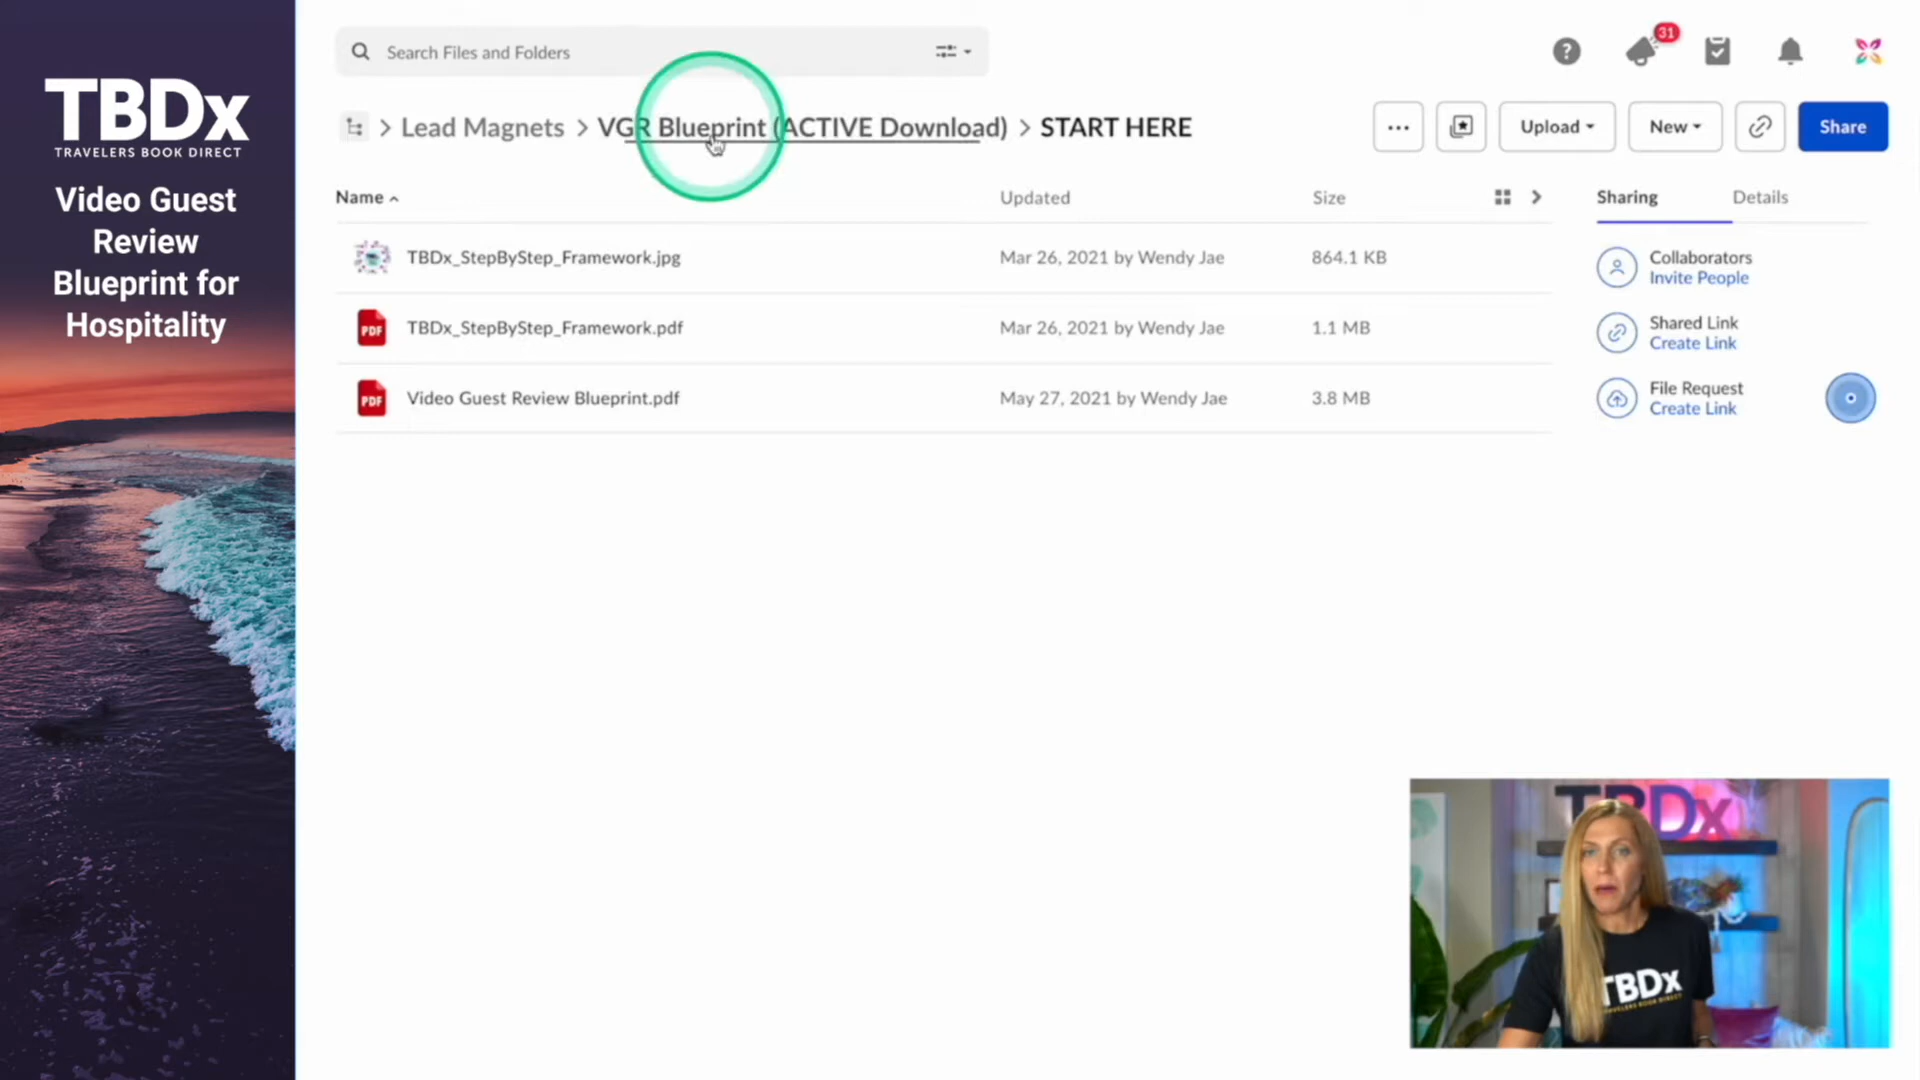 TBDx
TRAVELERS BOOK DIRECT
Video Guest
Review
Blueprint for
Hospitality
Search Files and Folders
31
Lead Magnets > VGR Blueprint (ACTIVE Download) > START HERE
... Upload New Share
Name Updated Size
TBDx_StepByStep_Framework.jpg Mar 26, 2021 by Wendy Jae 864.1 KB
PDF TBDx_StepByStep_Framework.pdf Mar 26, 2021 by Wendy Jae 1.1 MB
PDF Video Guest Review Blueprint.pdf May 27, 2021 by Wendy Jae 3.8 MB
Sharing Details
Collaborators
Invite People
Shared Link
Create Link
File Request
Create Link
TBDx
TBDx
TRAVELERS BOOK DIRECT